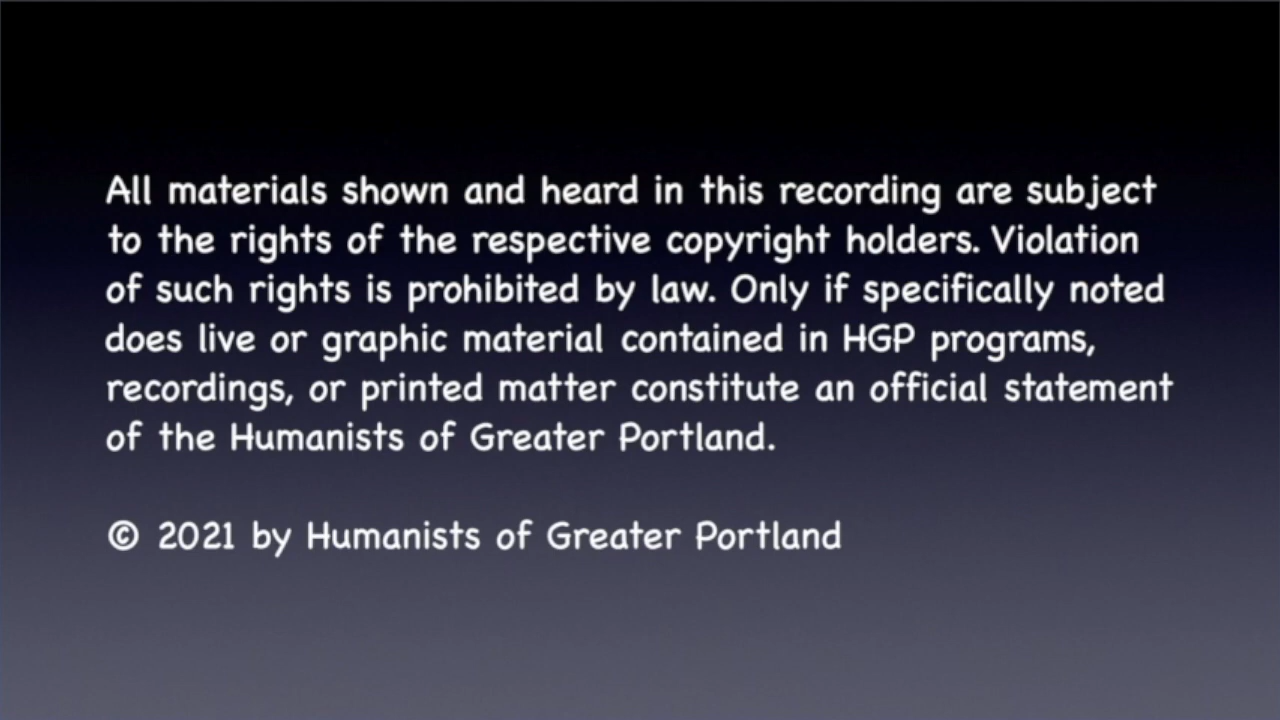 All materials shown and heard in this recording are subject
to the rights of the respective copyright holders. Violation
of such rights is prohibited by law. Only if specifically noted
does live or graphic material contained in HGP programs,
recordings, or printed matter constitute an official statement
of the Humanists of Greater Portland.
© 2021 by Humanists of Greater Portland